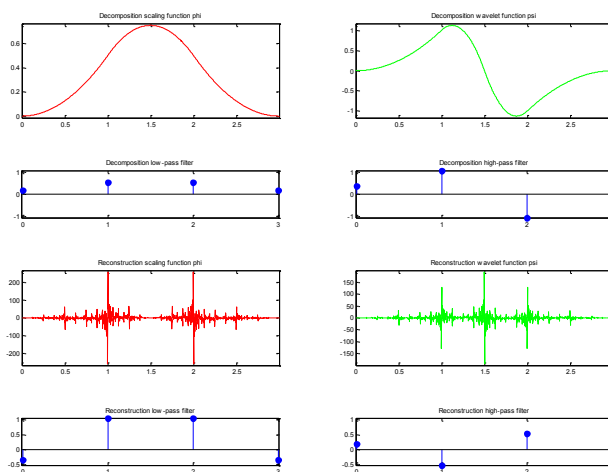 Decomposition scaling function phi
Decomposition wavelet function psi
0.6
0.4
0.2
0
0 0.5 1 1.5 2 2.5 3
1
0
-1
0 0.5 1 1.5 2 2.5
Decomposition low-pass filter
Decomposition high-pass filter
1
0
-1
0 1 2 3
1
0
-1
0 1 2
Reconstruction scaling function phi
Reconstruction wavelet function psi
200
100
0
-100
-200
0 0.5 1 1.5 2 2.5
150
100
50
0
-50
-100
-150
0 0.5 1 1.5 2 2.5
Reconstruction low-pass filter
Reconstruction high-pass filter
1
0.5
0
-0.5
1
0.5
0
-0.5